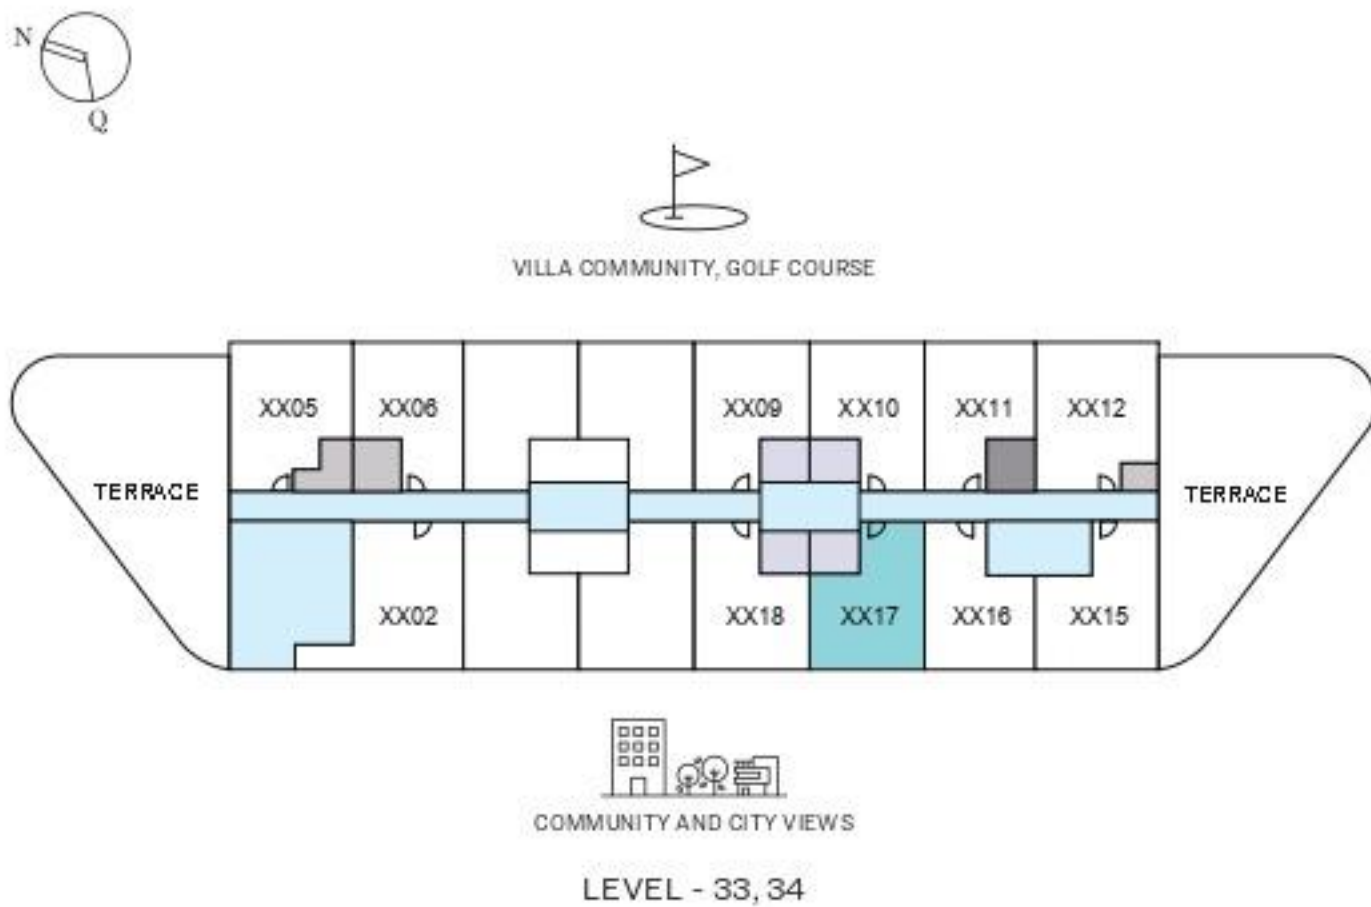 N
Q
VILLA COMMUNITY, GOLF COURSE
XX05 XX06 XX09 XX10 XX11 XX12
TERRACE TERRACE
XX02 XX18 XX17 XX16 XX15
COMMUNITY AND CITY VIEWS
LEVEL - 33, 34